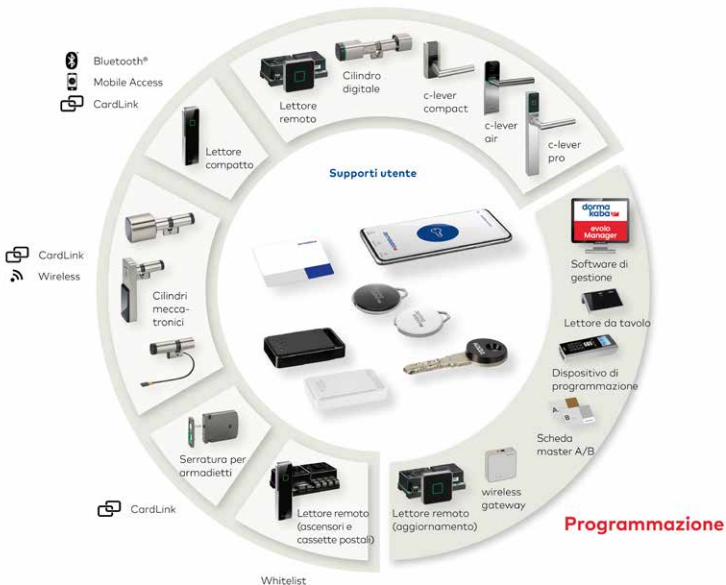 Bluetooth®
Mobile Access
CardLink
Lettore
remoto
Cilindro
digitale
c-lever
compact
c-lever
air
c-lever
pro
Lettore
compatto
Supporti utente
dorma
kaba
evolo
Manager
Software di
gestione
CardLink
Wireless
Cilindri
mecca-
tronici
Lettore da tavolo
Dispositivo di
programmazione
A
B
Scheda
master A/B
Serratura per
armadietti
CardLink
Lettore remoto
(ascensori e
cassette postali)
Lettore remoto
(aggiornamento)
wireless
gateway
Programmazione
Whitelist